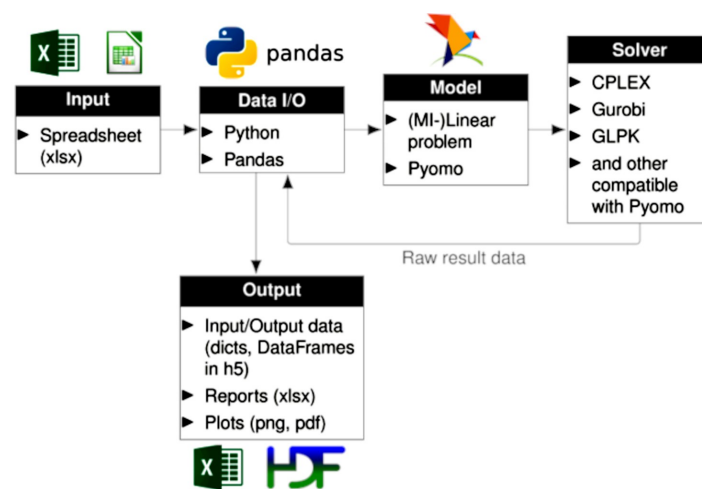 pandas
Input
Spreadsheet
(xlsx)
Data I/O
Python
Pandas
Model
(MI-)Linear
problem
Pyomo
Solver
CPLEX
Gurobi
GLPK
and other
compatible
with Pyomo
Raw result data
Output
Input/Output data
(dicts, DataFrames
in h5)
Reports (xlsx)
Plots (png, pdf)
X
HDF